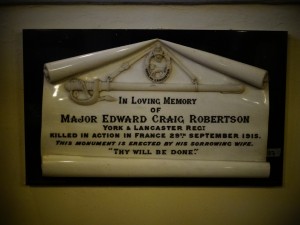 In Loving Memory
of
Major Edward Craig Robertson
York & Lancaster Regt
killed in action in France 29th September 1915.
This monument is erected by his sorrowing wife.
"Thy will be done."